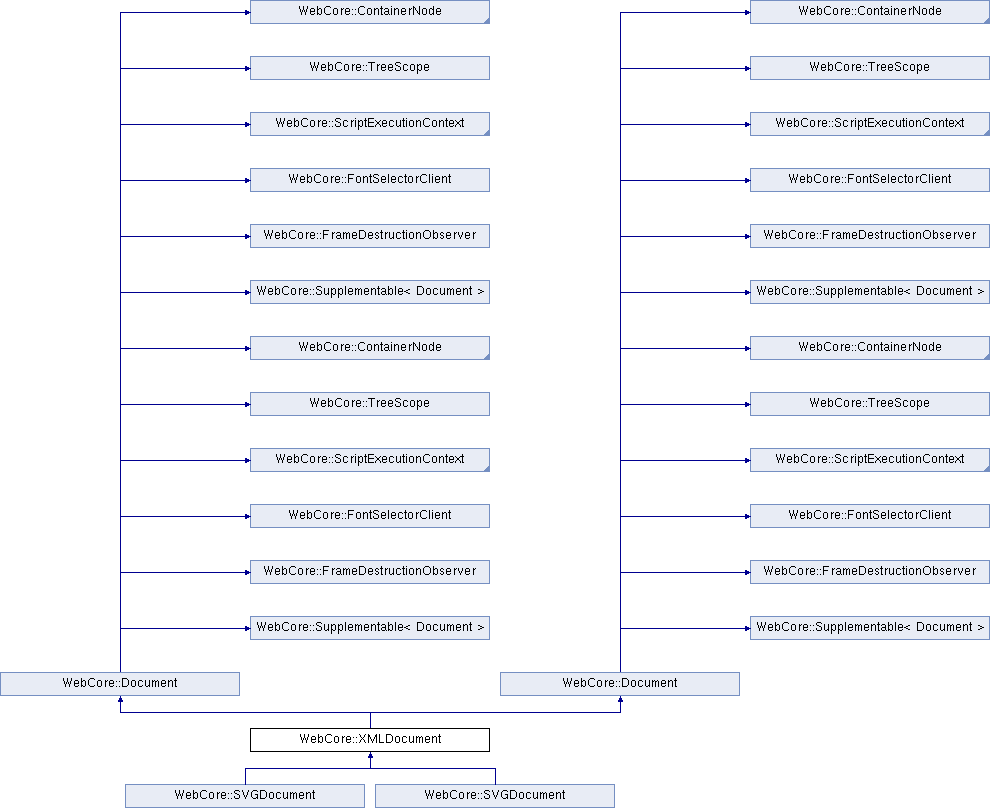 WebCore::ContainerNode
WebCore::ContainerNode
WebCore::TreeScope
WebCore::TreeScope
WebCore::ScriptExecutionContext
WebCore::ScriptExecutionContext
WebCore::FontSelectorClient
WebCore::FontSelectorClient
WebCore::FrameDestructionObserver
WebCore::FrameDestructionObserver
WebCore::Supplementable< Document >
WebCore::Supplementable< Document >
WebCore::ContainerNode
WebCore::ContainerNode
WebCore::TreeScope
WebCore::TreeScope
WebCore::ScriptExecutionContext
WebCore::ScriptExecutionContext
WebCore::FontSelectorClient
WebCore::FontSelectorClient
WebCore::FrameDestructionObserver
WebCore::FrameDestructionObserver
WebCore::Supplementable< Document >
WebCore::Supplementable< Document >
WebCore::Document
WebCore::Document
WebCore::XMLDocument
WebCore::SVGDocument
WebCore::SVGDocument